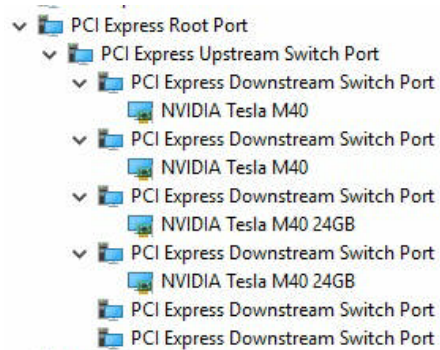 PCI Express Root Port
PCI Express Upstream Switch Port
PCI Express Downstream Switch Port
NVIDIA Tesla M40
PCI Express Downstream Switch Port
NVIDIA Tesla M40
PCI Express Downstream Switch Port
NVIDIA Tesla M40 24GB
PCI Express Downstream Switch Port
NVIDIA Tesla M40 24GB
PCI Express Downstream Switch Port
PCI Express Downstream Switch Port